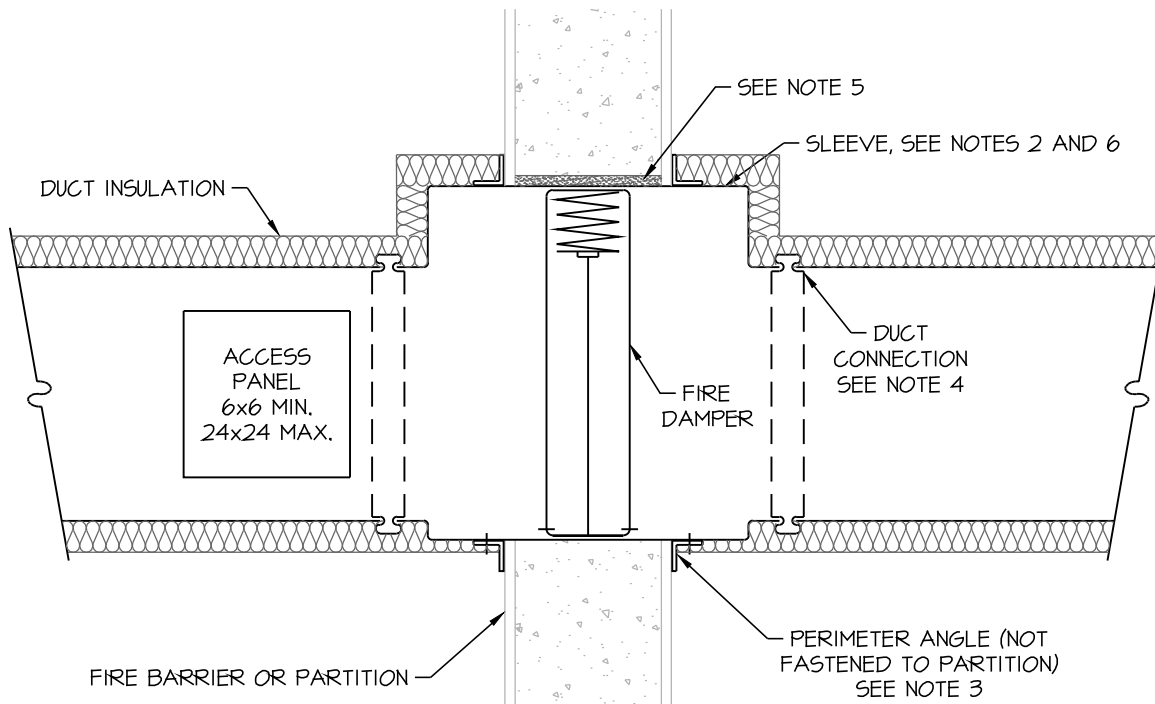 SEE NOTE 5
SLEEVE, SEE NOTES 2 AND 6
DUCT INSULATION
ACCESS
PANEL
6x6 MIN.
24x24 MAX.
DUCT
CONNECTION
SEE NOTE 4
FIRE
DAMPER
PERIMETER ANGLE (NOT
FASTENED TO PARTITION)
SEE NOTE 3
FIRE BARRIER OR PARTITION